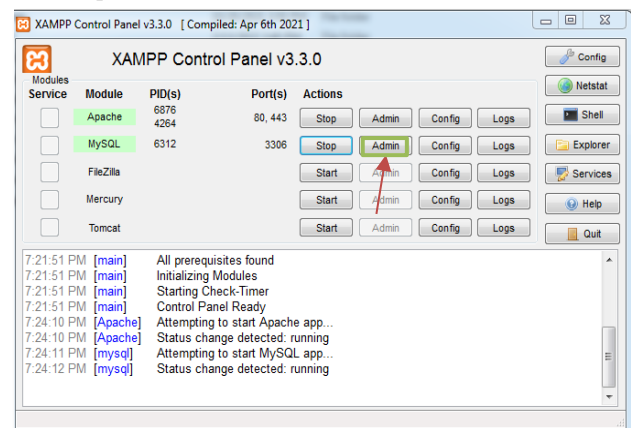 XAMPP Control Panel v3.3.0 [ Compiled: Apr 6th 2021 ]
XAMPP Control Panel v3.3.0
Config
Modules
Service Module PID(s) Port(s) Actions
Netstat
Apache 6876 4264 80, 443 Stop Admin Config Logs
Shell
MySQL 6312 3306 Stop Admin Config Logs
Explorer
FileZilla Start Admin Config Logs
Services
Mercury Start Admin Config Logs
Help
Tomcat Start Admin Config Logs
Quit
7:21:51 PM [main] All prerequisites found
7:21:51 PM [main] Initializing Modules
7:21:51 PM [main] Starting Check-Timer
7:21:51 PM [main] Control Panel Ready
7:24:10 PM [Apache] Attempting to start Apache app...
7:24:10 PM [Apache] Status change detected: running
7:24:11 PM [mysql] Attempting to start MySQL app...
7:24:12 PM [mysql] Status change detected: running